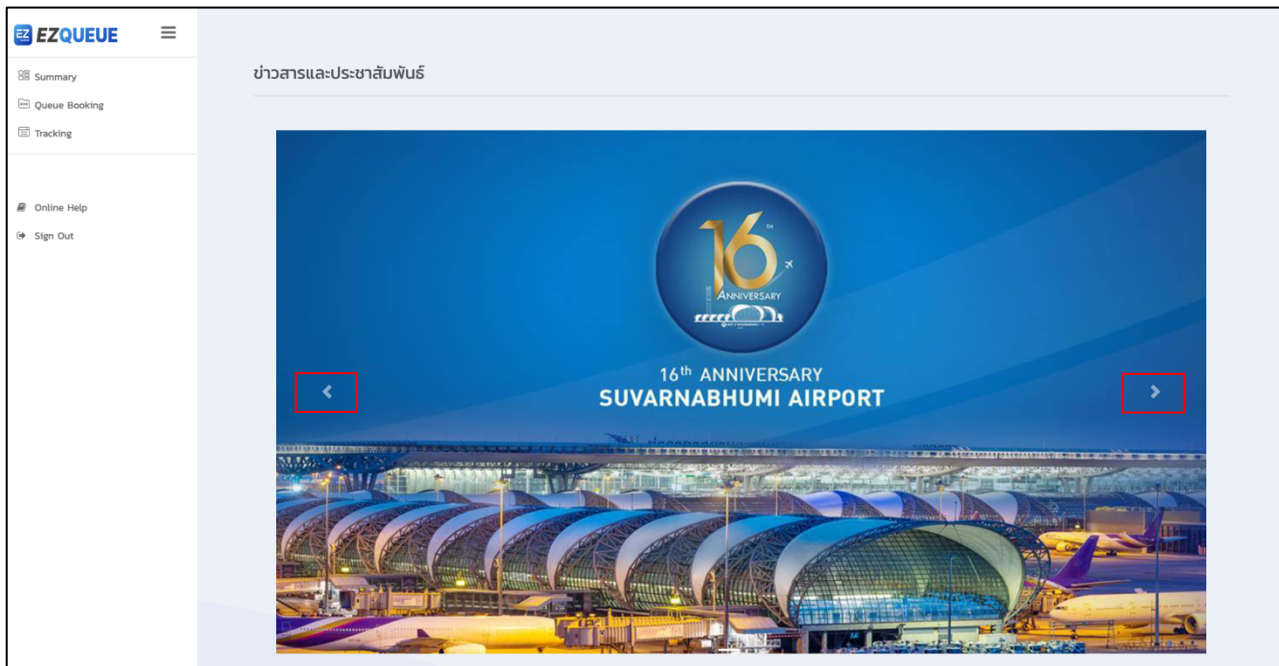 EZ EZQUEUE
Summary
Queue Booking
Tracking
Online Help
Sign Out
ข่าวสารและประชาสัมพันธ์
16 TH
ANNIVERSARY
16th ANNIVERSARY
SUVARNABHUMI AIRPORT